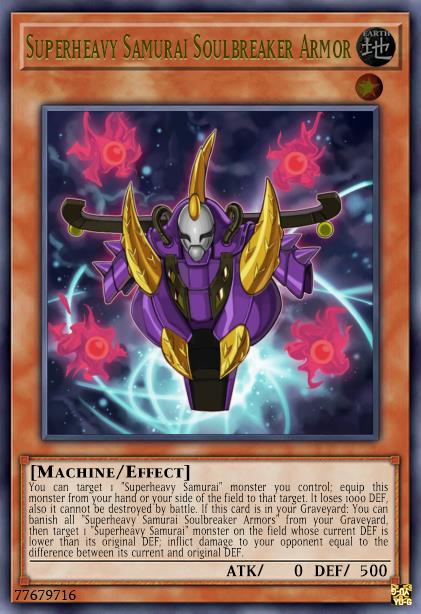 Superheavy Samurai Soulbreaker Armor
EARTH
地
[Machine/Effect]
You can target 1 "Superheavy Samurai" monster you control; equip this
monster from your hand or your side of the field to that target. It loses 1000 DEF,
also it cannot be destroyed by battle. If this card is in your Graveyard: You can
banish all "Superheavy Samurai Soulbreaker Armors" from your Graveyard,
then target 1 "Superheavy Samurai" monster on the field whose current DEF is
lower than its original DEF; inflict damage to your opponent equal to the
difference between its current and original DEF.
ATK/ 0 DEF/ 500
77679716